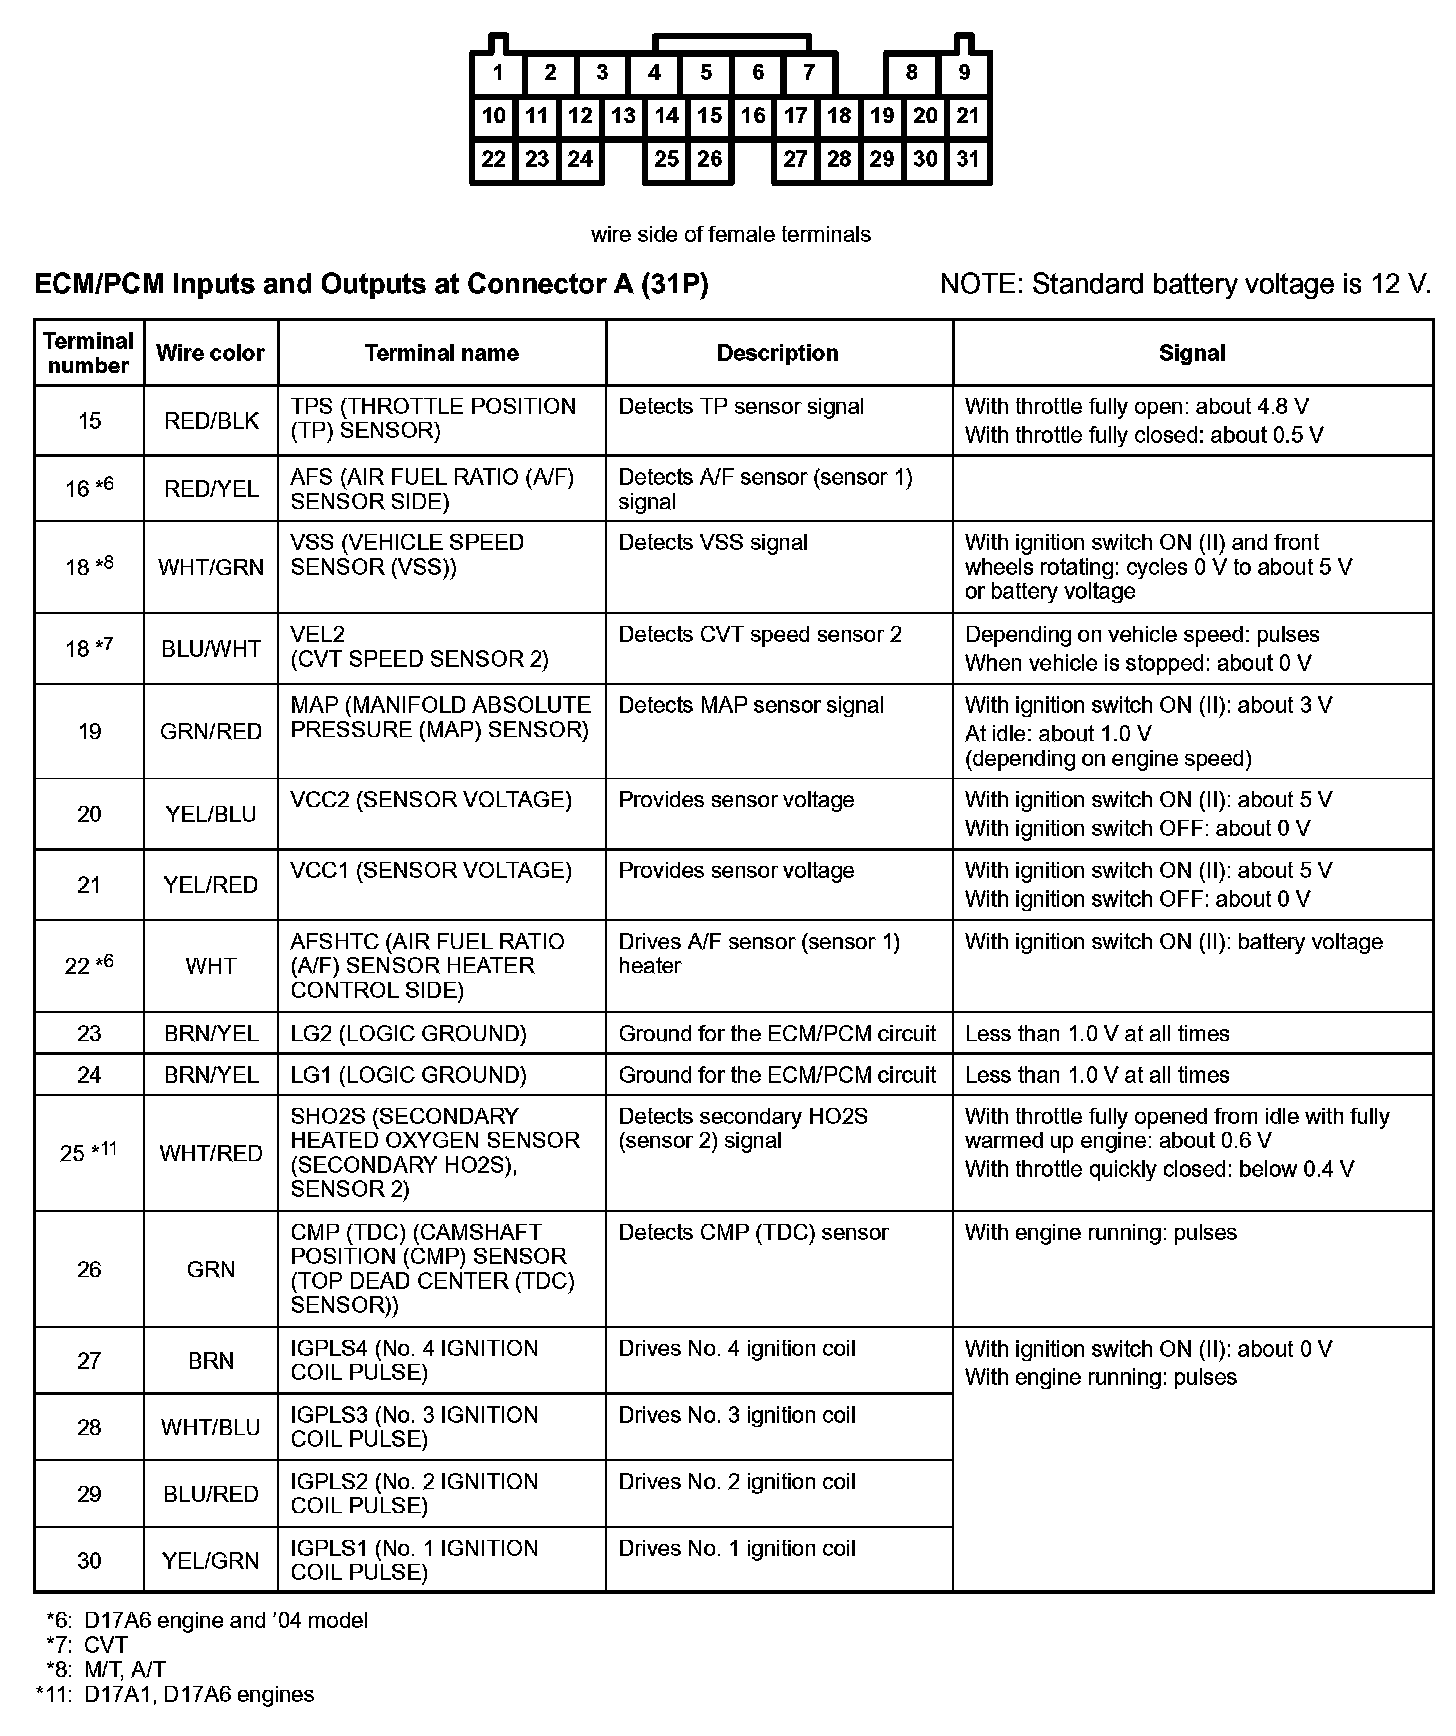 1 2 3 4 5 6 7 8 9
10 11 12 13 14 15 16 17 18 19 20 21
22 23 24 25 26 27 28 29 30 31
wire side of female terminals
ECM/PCM Inputs and Outputs at Connector A (31P) NOTE: Standard battery voltage is 12 V.
Terminal number Wire color Terminal name Description Signal
15 RED/BLK TPS (THROTTLE POSITION (TP) SENSOR) Detects TP sensor signal With throttle fully open: about 4.8 V
With throttle fully closed: about 0.5 V
16 *6 RED/YEL AFS (AIR FUEL RATIO (A/F) SENSOR SIDE) Detects A/F sensor (sensor 1) signal
18 *8 WHT/GRN VSS (VEHICLE SPEED SENSOR (VSS)) Detects VSS signal With ignition switch ON (II) and front
wheels rotating: cycles 0 V to about 5 V
or battery voltage
18 *7 BLU/WHT VEL2 (CVT SPEED SENSOR 2) Detects CVT speed sensor 2 Depending on vehicle speed: pulses
When vehicle is stopped: about 0 V
19 GRN/RED MAP (MANIFOLD ABSOLUTE PRESSURE (MAP) SENSOR) Detects MAP sensor signal With ignition switch ON (II): about 3 V
At idle: about 1.0 V
(depending on engine speed)
20 YEL/BLU VCC2 (SENSOR VOLTAGE) Provides sensor voltage With ignition switch ON (II): about 5 V
With ignition switch OFF: about 0 V
21 YEL/RED VCC1 (SENSOR VOLTAGE) Provides sensor voltage With ignition switch ON (II): about 5 V
With ignition switch OFF: about 0 V
22 *6 WHT AFSHTC (AIR FUEL RATIO (A/F) SENSOR HEATER CONTROL SIDE) Drives A/F sensor (sensor 1) heater With ignition switch ON (II): battery voltage
23 BRN/YEL LG2 (LOGIC GROUND) Ground for the ECM/PCM circuit Less than 1.0 V at all times
24 BRN/YEL LG1 (LOGIC GROUND) Ground for the ECM/PCM circuit Less than 1.0 V at all times
25 *11 WHT/RED SHO2S (SECONDARY HEATED OXYGEN SENSOR (SECONDARY HO2S), SENSOR 2) Detects secondary HO2S (sensor 2) signal With throttle fully opened from idle with fully
warmed up engine: about 0.6 V
With throttle quickly closed: below 0.4 V
26 GRN CMP (TDC) (CAMSHAFT POSITION (CMP) SENSOR (TOP DEAD CENTER (TDC) SENSOR)) Detects CMP (TDC) sensor With engine running: pulses
27 BRN IGPLS4 (No. 4 IGNITION COIL PULSE) Drives No. 4 ignition coil With ignition switch ON (II): about 0 V
With engine running: pulses
28 WHT/BLU IGPLS3 (No. 3 IGNITION COIL PULSE) Drives No. 3 ignition coil
29 BLU/RED IGPLS2 (No. 2 IGNITION COIL PULSE) Drives No. 2 ignition coil
30 YEL/GRN IGPLS1 (No. 1 IGNITION COIL PULSE) Drives No. 1 ignition coil
*6: D17A6 engine and ’04 model
*7: CVT
*8: M/T, A/T
*11: D17A1, D17A6 engines